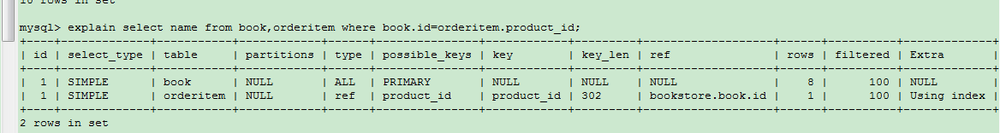 10 rows in set
mysql> explain select name from book,orderitem where book.id=orderitem.product_id;
+----+-------------+-----------+------------+------+---------------+------------+---------+-------------------+------+----------+-------------+
| id | select_type | table | partitions | type | possible_keys | key | key_len | ref | rows | filtered | Extra |
+----+-------------+-----------+------------+------+---------------+------------+---------+-------------------+------+----------+-------------+
| 1 | SIMPLE | book | NULL | ALL | PRIMARY | NULL | NULL | NULL | 8 | 100 | NULL |
| 1 | SIMPLE | orderitem | NULL | ref | product_id | product_id | 302 | bookstore.book.id | 1 | 100 | Using index |
+----+-------------+-----------+------------+------+---------------+------------+---------+-------------------+------+----------+-------------+
2 rows in set